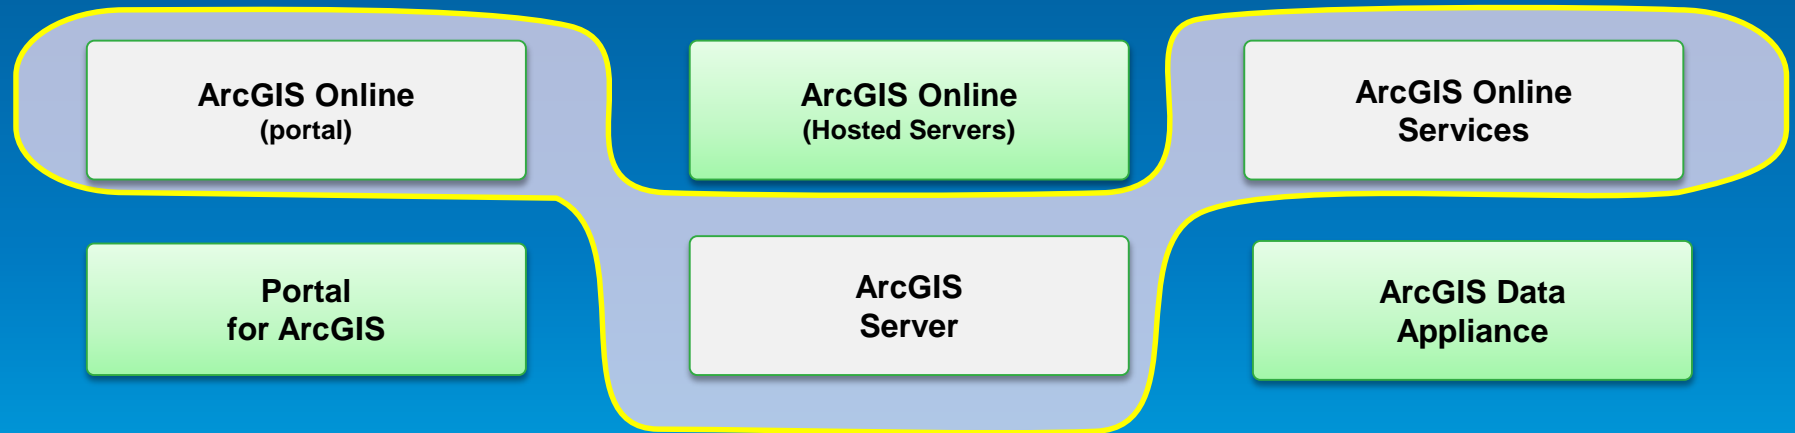 ArcGIS Online
(portal)
ArcGIS Online
(Hosted Servers)
ArcGIS Online
Services
Portal
for ArcGIS
ArcGIS
Server
ArcGIS Data
Appliance